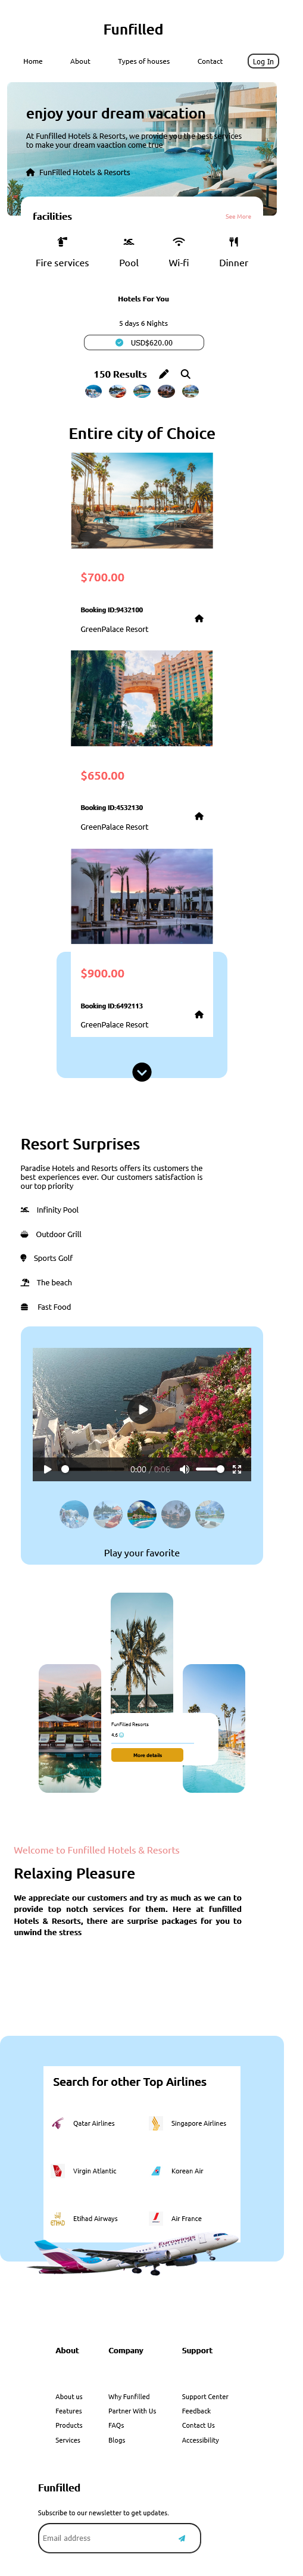 Funfilled
Home About Types of houses Contact Log In
enjoy your dream vacation
At Funfilled Hotels & Resorts, we provide you the best services
to make your dream vaaction come true
FunFilled Hotels & Resorts
facilities See More
Fire services Pool Wi-fi Dinner
Hotels For You
5 days 6 Nights
USD$620.00
150 Results
Entire city of Choice
$700.00
Booking ID:9432100
GreenPalace Resort
$650.00
Booking ID:4532130
GreenPalace Resort
$900.00
Booking ID:6492113
GreenPalace Resort
Resort Surprises
Paradise Hotels and Resorts offers its customers the
best experiences ever. Our customers satisfaction is
our top priority
Infinity Pool
Outdoor Grill
Sports Golf
The beach
Fast Food
0:00 / 0:06
Play your favorite
FunFilled Resorts
4.6
More details
Welcome to Funfilled Hotels & Resorts
Relaxing Pleasure
We appreciate our customers and try as much as we can to
provide top notch services for them. Here at funfilled
Hotels & Resorts, there are surprise packages for you to
unwind the stress
Search for other Top Airlines
Qatar Airlines Singapore Airlines
Virgin Atlantic Korean Air
Etihad Airways Air France
Eurowings
About Company Support
About us Why Funfilled Support Center
Features Partner With Us Feedback
Products FAQs Contact Us
Services Blogs Accessibility
Funfilled
Subscribe to our newsletter to get updates.
Email address